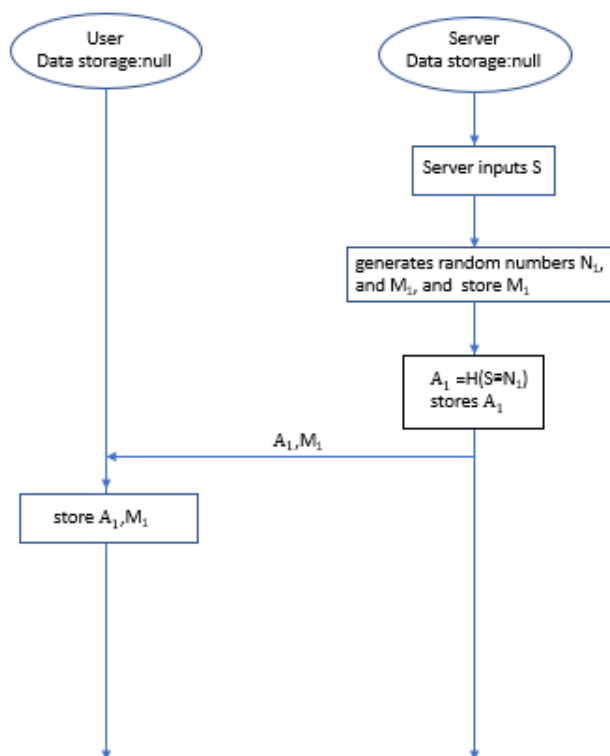 User
Data storage:null
Server
Data storage:null
Server inputs S
generates random numbers N₁,
and M₁, and store M₁
A₁ =H(S≡N₁)
stores A₁
A₁,M₁
store A₁,M₁